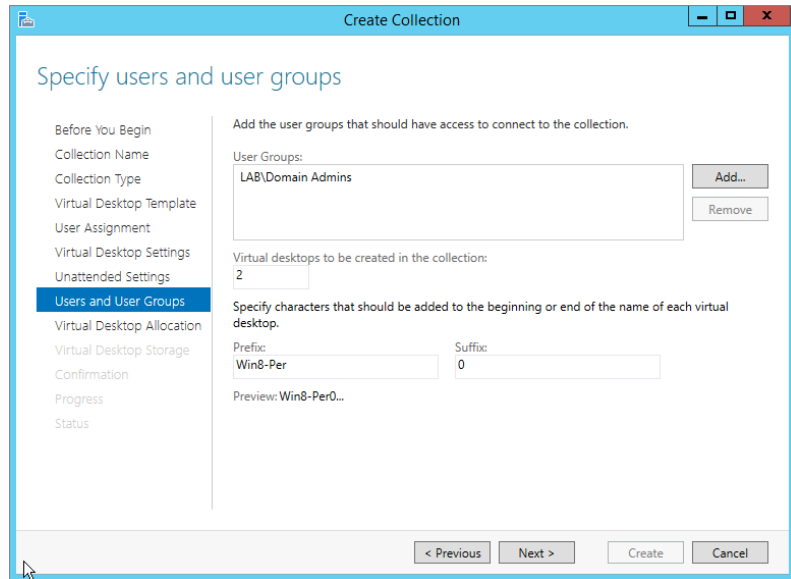 Create Collection
Specify users and user groups
Before You Begin
Collection Name
Collection Type
Virtual Desktop Template
User Assignment
Virtual Desktop Settings
Unattended Settings
Users and User Groups
Virtual Desktop Allocation
Virtual Desktop Storage
Confirmation
Progress
Status
Add the user groups that should have access to connect to the collection.
User Groups:
LAB\Domain Admins
Add...
Remove
Virtual desktops to be created in the collection:
2
Specify characters that should be added to the beginning or end of the name of each virtual
desktop.
Prefix: Suffix:
Win8-Per 0
Preview: Win8-Per0...
< Previous Next > Create Cancel